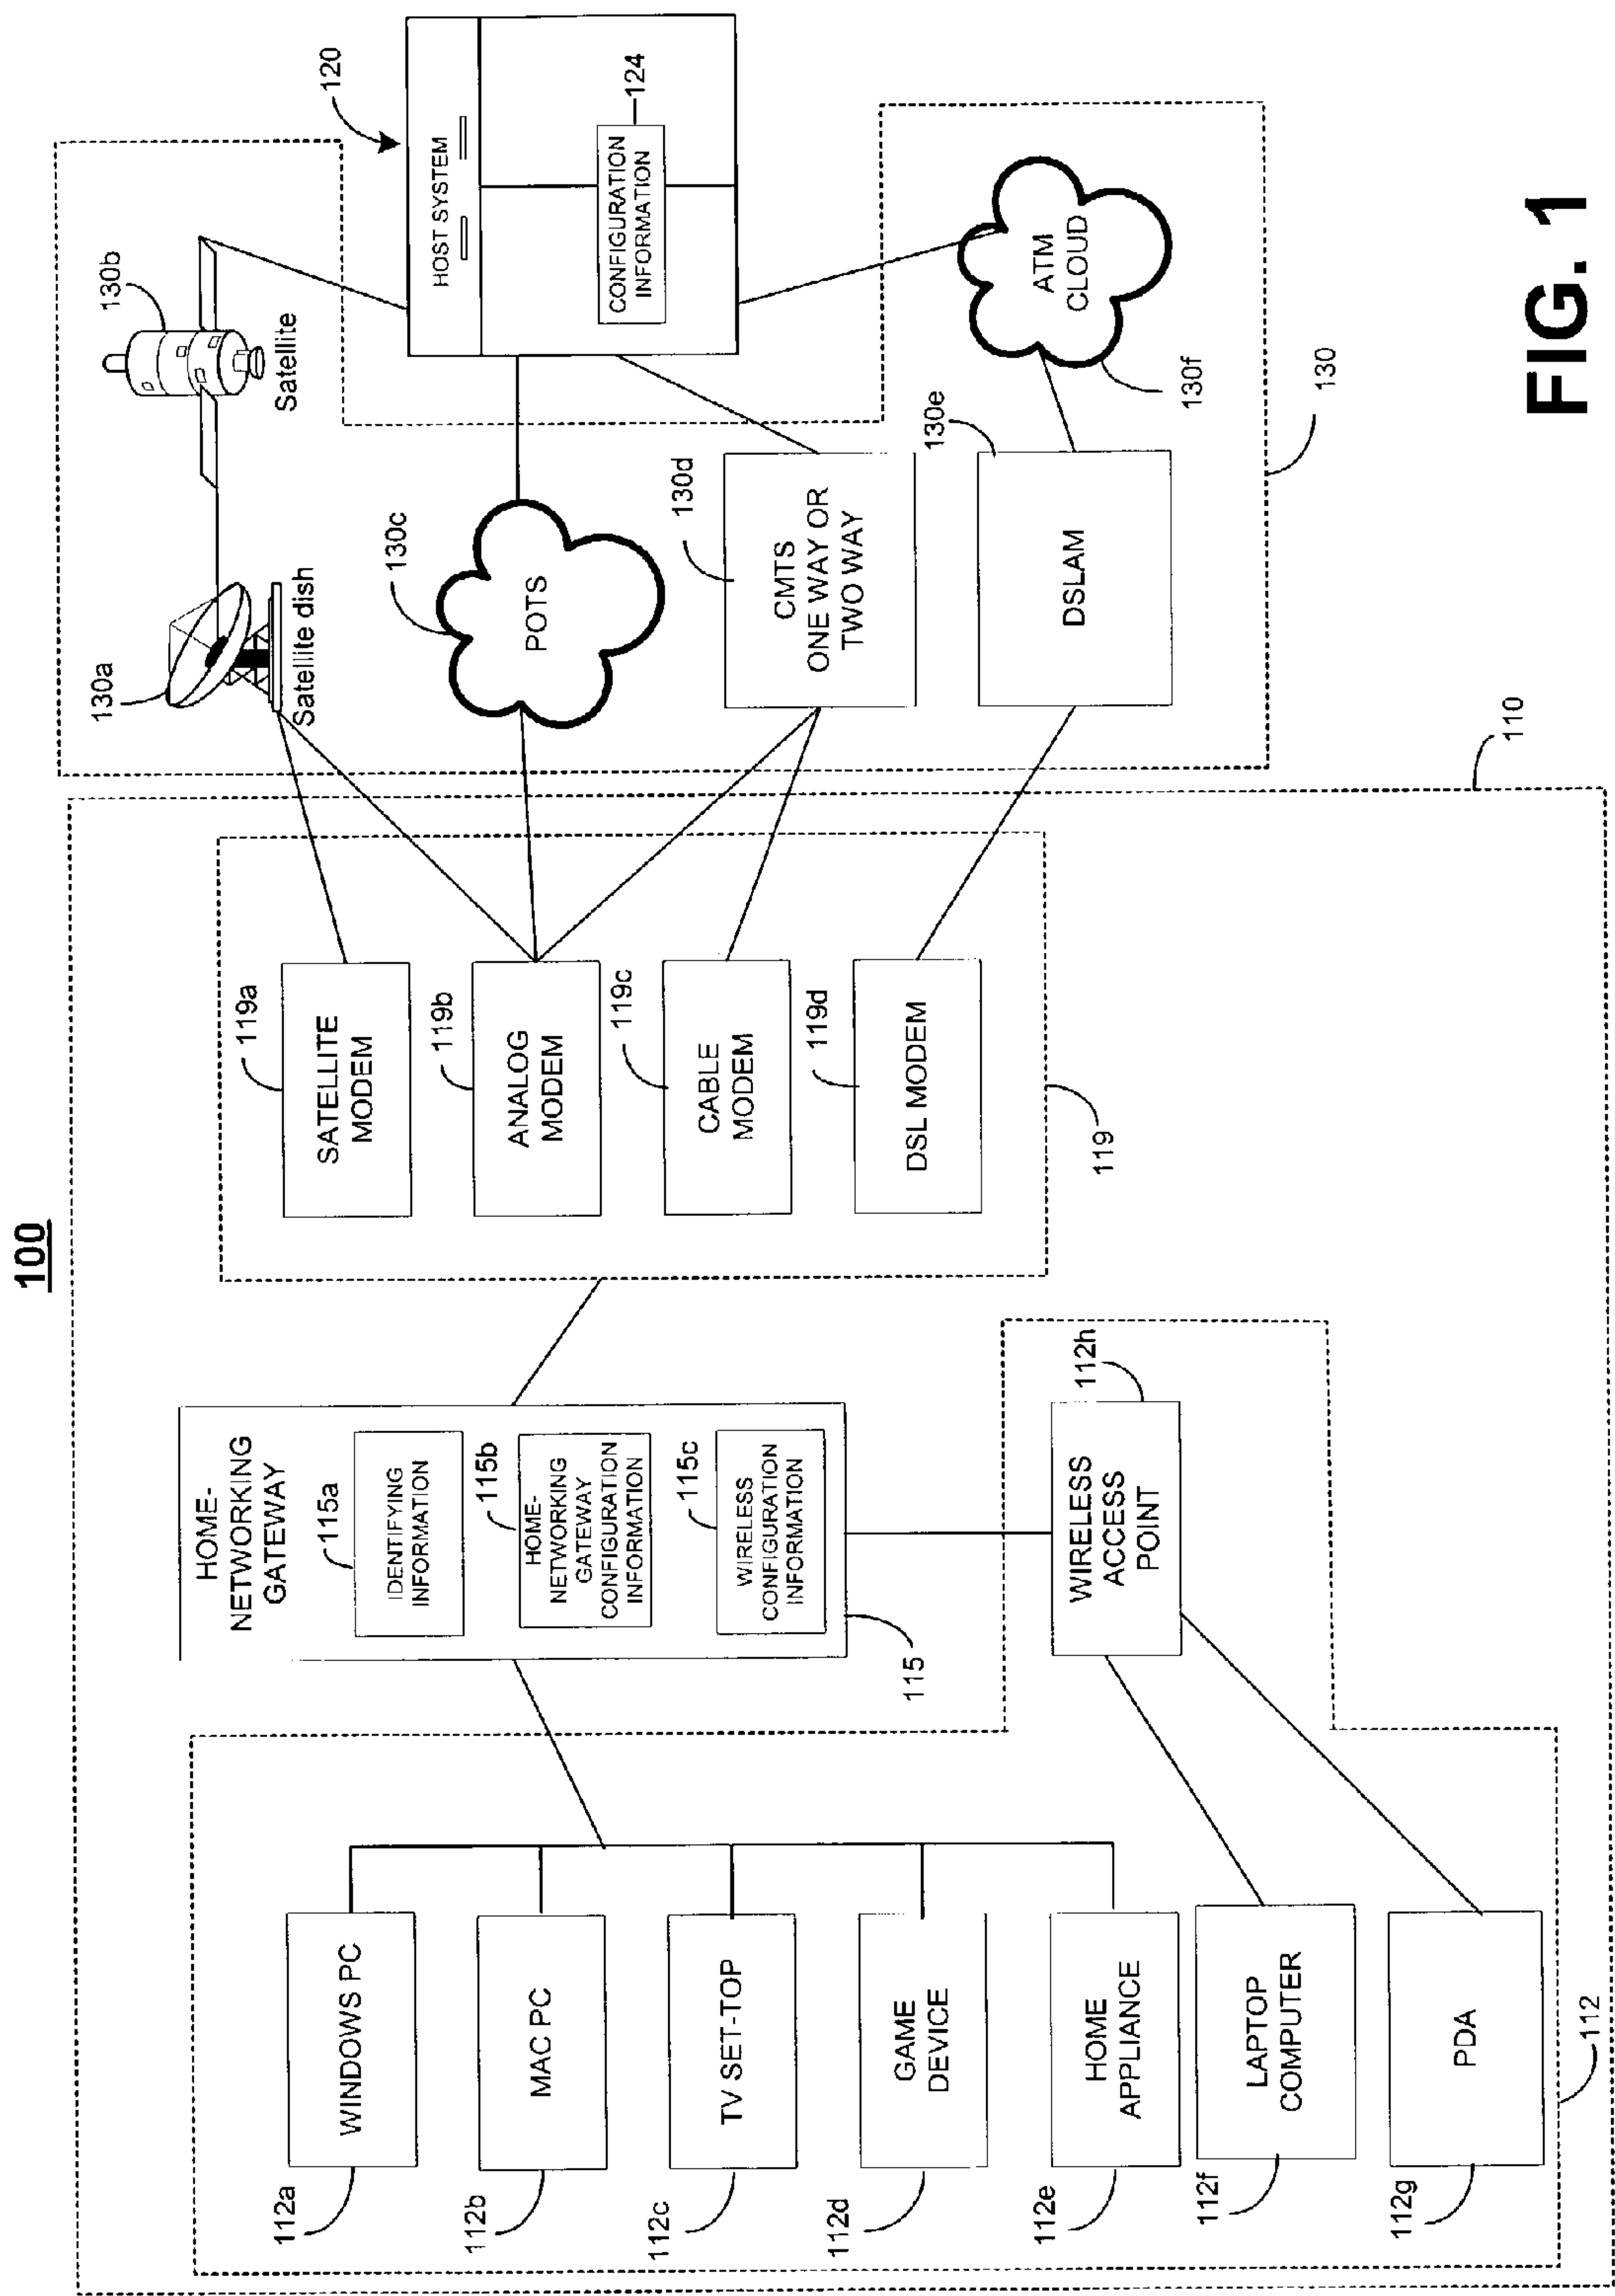 100
HOME-
NETWORKING
GATEWAY
115a
IDENTIFYING
INFORMATION
115b
HOME-
NETWORKING
GATEWAY
CONFIGURATION
INFORMATION
115c
WIRELESS
CONFIGURATION
INFORMATION
115
112a
WINDOWS PC
112b
MAC PC
112c
TV SET-TOP
112d
GAME
DEVICE
112e
HOME
APPLIANCE
112f
LAPTOP
COMPUTER
112g
PDA
112
112h
WIRELESS
ACCESS
POINT
119a
SATELLITE
MODEM
119b
ANALOG
MODEM
119c
CABLE
MODEM
119d
DSL MODEM
119
110
130a
Satellite dish
130b
Satellite
130c
POTS
130d
CMTS
ONE WAY OR
TWO WAY
130e
DSLAM
130f
ATM
CLOUD
130
120
HOST SYSTEM
CONFIGURATION
INFORMATION
124
FIG. 1